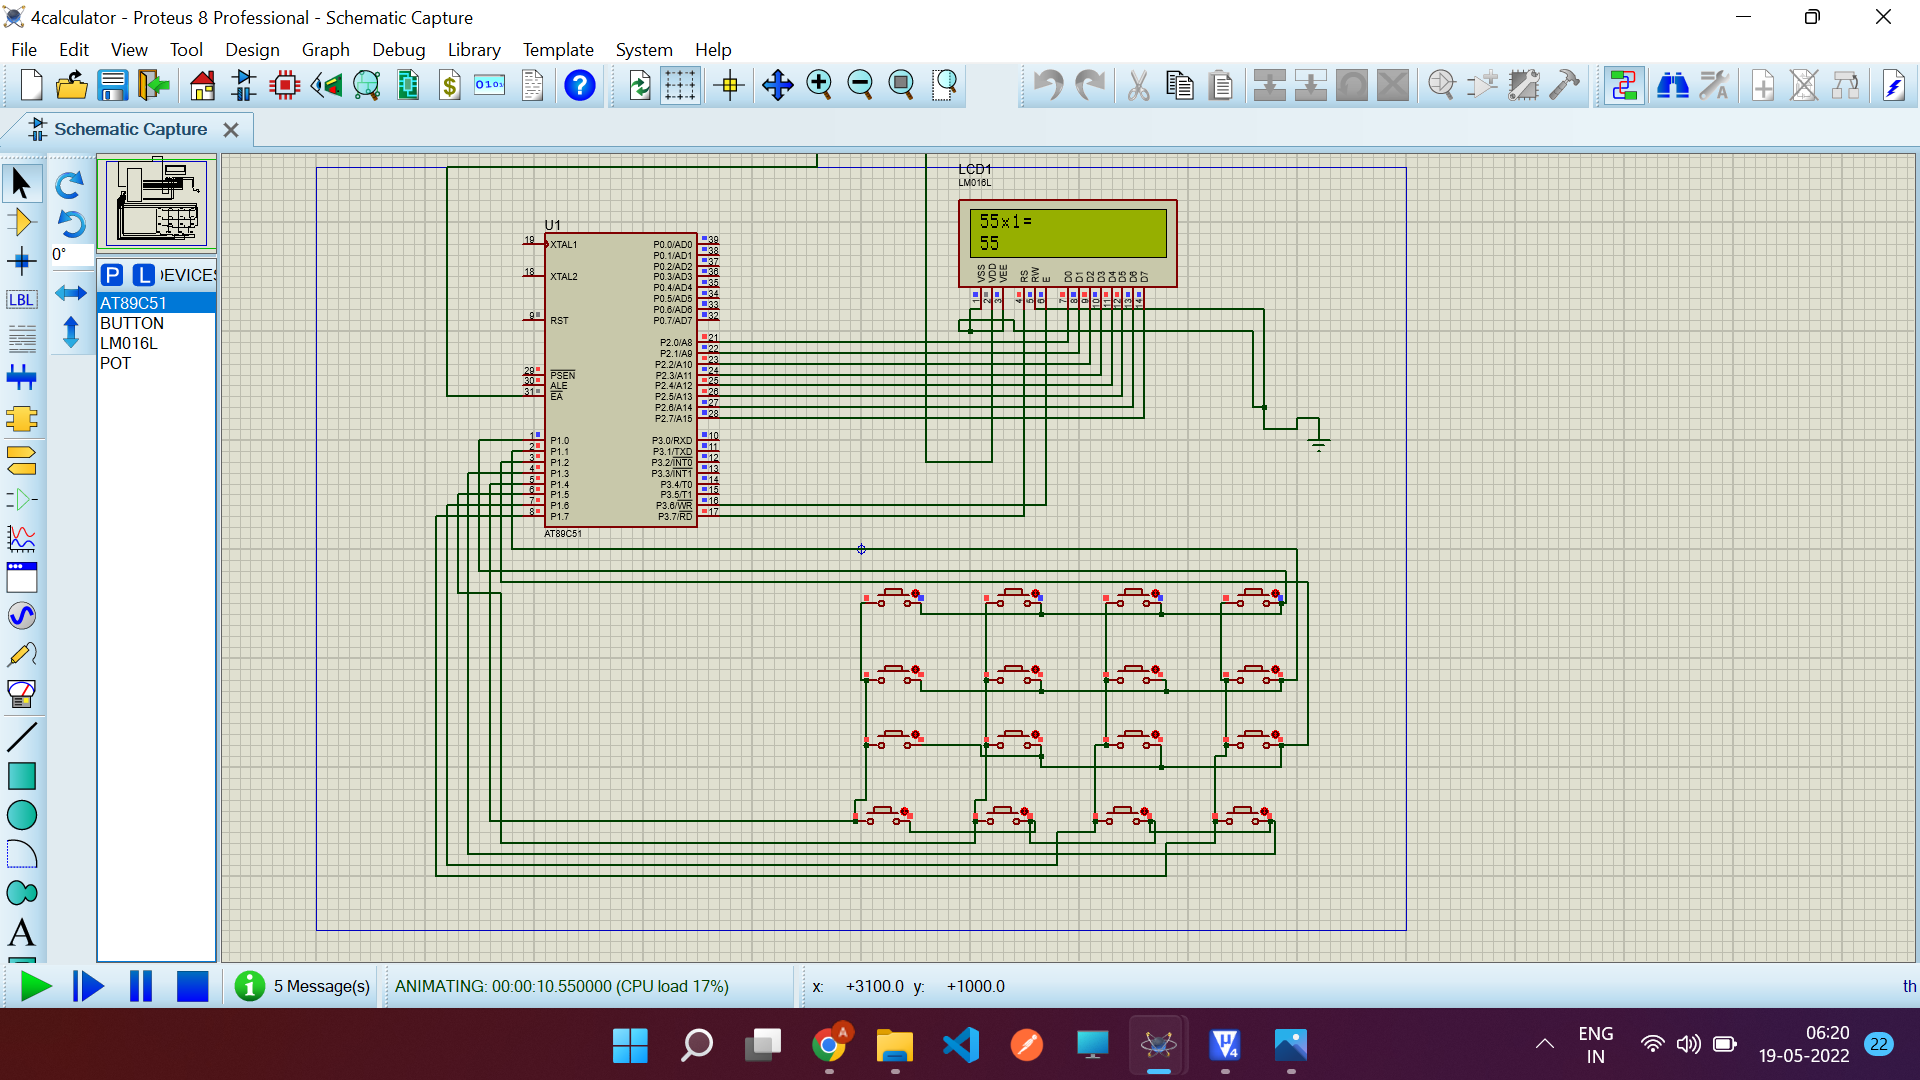 4calculator - Proteus 8 Professional - Schematic Capture
File Edit View Tool Design Graph Debug Library Template System Help
Schematic Capture
0°
P L DEVICES
AT89C51
BUTTON
LM016L
POT
LBL
A
LCD1
LM016L
55x1=
55
VSS VDD VEE RS RW E D0 D1 D2 D3 D4 D5 D6 D7
1 2 3 4 5 6 7 8 9 10 11 12 13 14
U1
19 XTAL1 P0.0/AD0 39
P0.1/AD1 38
P0.2/AD2 37
18 XTAL2 P0.3/AD3 36
P0.4/AD4 35
P0.5/AD5 34
P0.6/AD6 33
9 RST P0.7/AD7 32
P2.0/A8 21
P2.1/A9 22
P2.2/A10 23
29 PSEN P2.3/A11 24
30 ALE P2.4/A12 25
31 EA P2.5/A13 26
P2.6/A14 27
P2.7/A15 28
1 P1.0 P3.0/RXD 10
2 P1.1 P3.1/TXD 11
3 P1.2 P3.2/INT0 12
4 P1.3 P3.3/INT1 13
5 P1.4 P3.4/T0 14
6 P1.5 P3.5/T1 15
7 P1.6 P3.6/WR 16
8 P1.7 P3.7/RD 17
AT89C51
5 Message(s) ANIMATING: 00:00:10.550000 (CPU load 17%) x: +3100.0 y: +1000.0 th
A
ENG
IN
06:20
19-05-2022
22